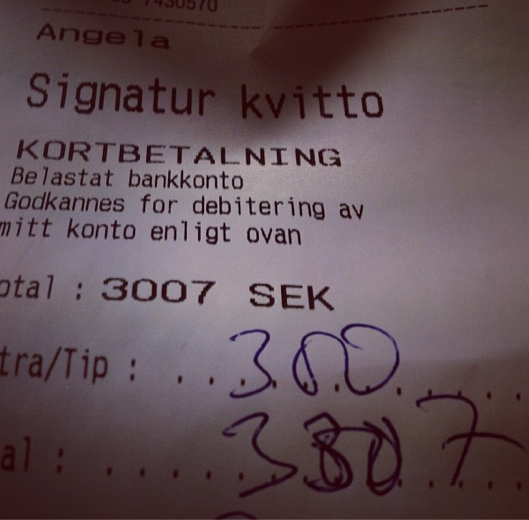 1430570
Angela
Signatur kvitto
KORTBETALNING
Belastat bankkonto
Godkannes for debitering av
mitt konto enligt ovan
otal : 3007 SEK
tra/Tip : . . . 300 . . . .
al : . . . . . . 3307 . .